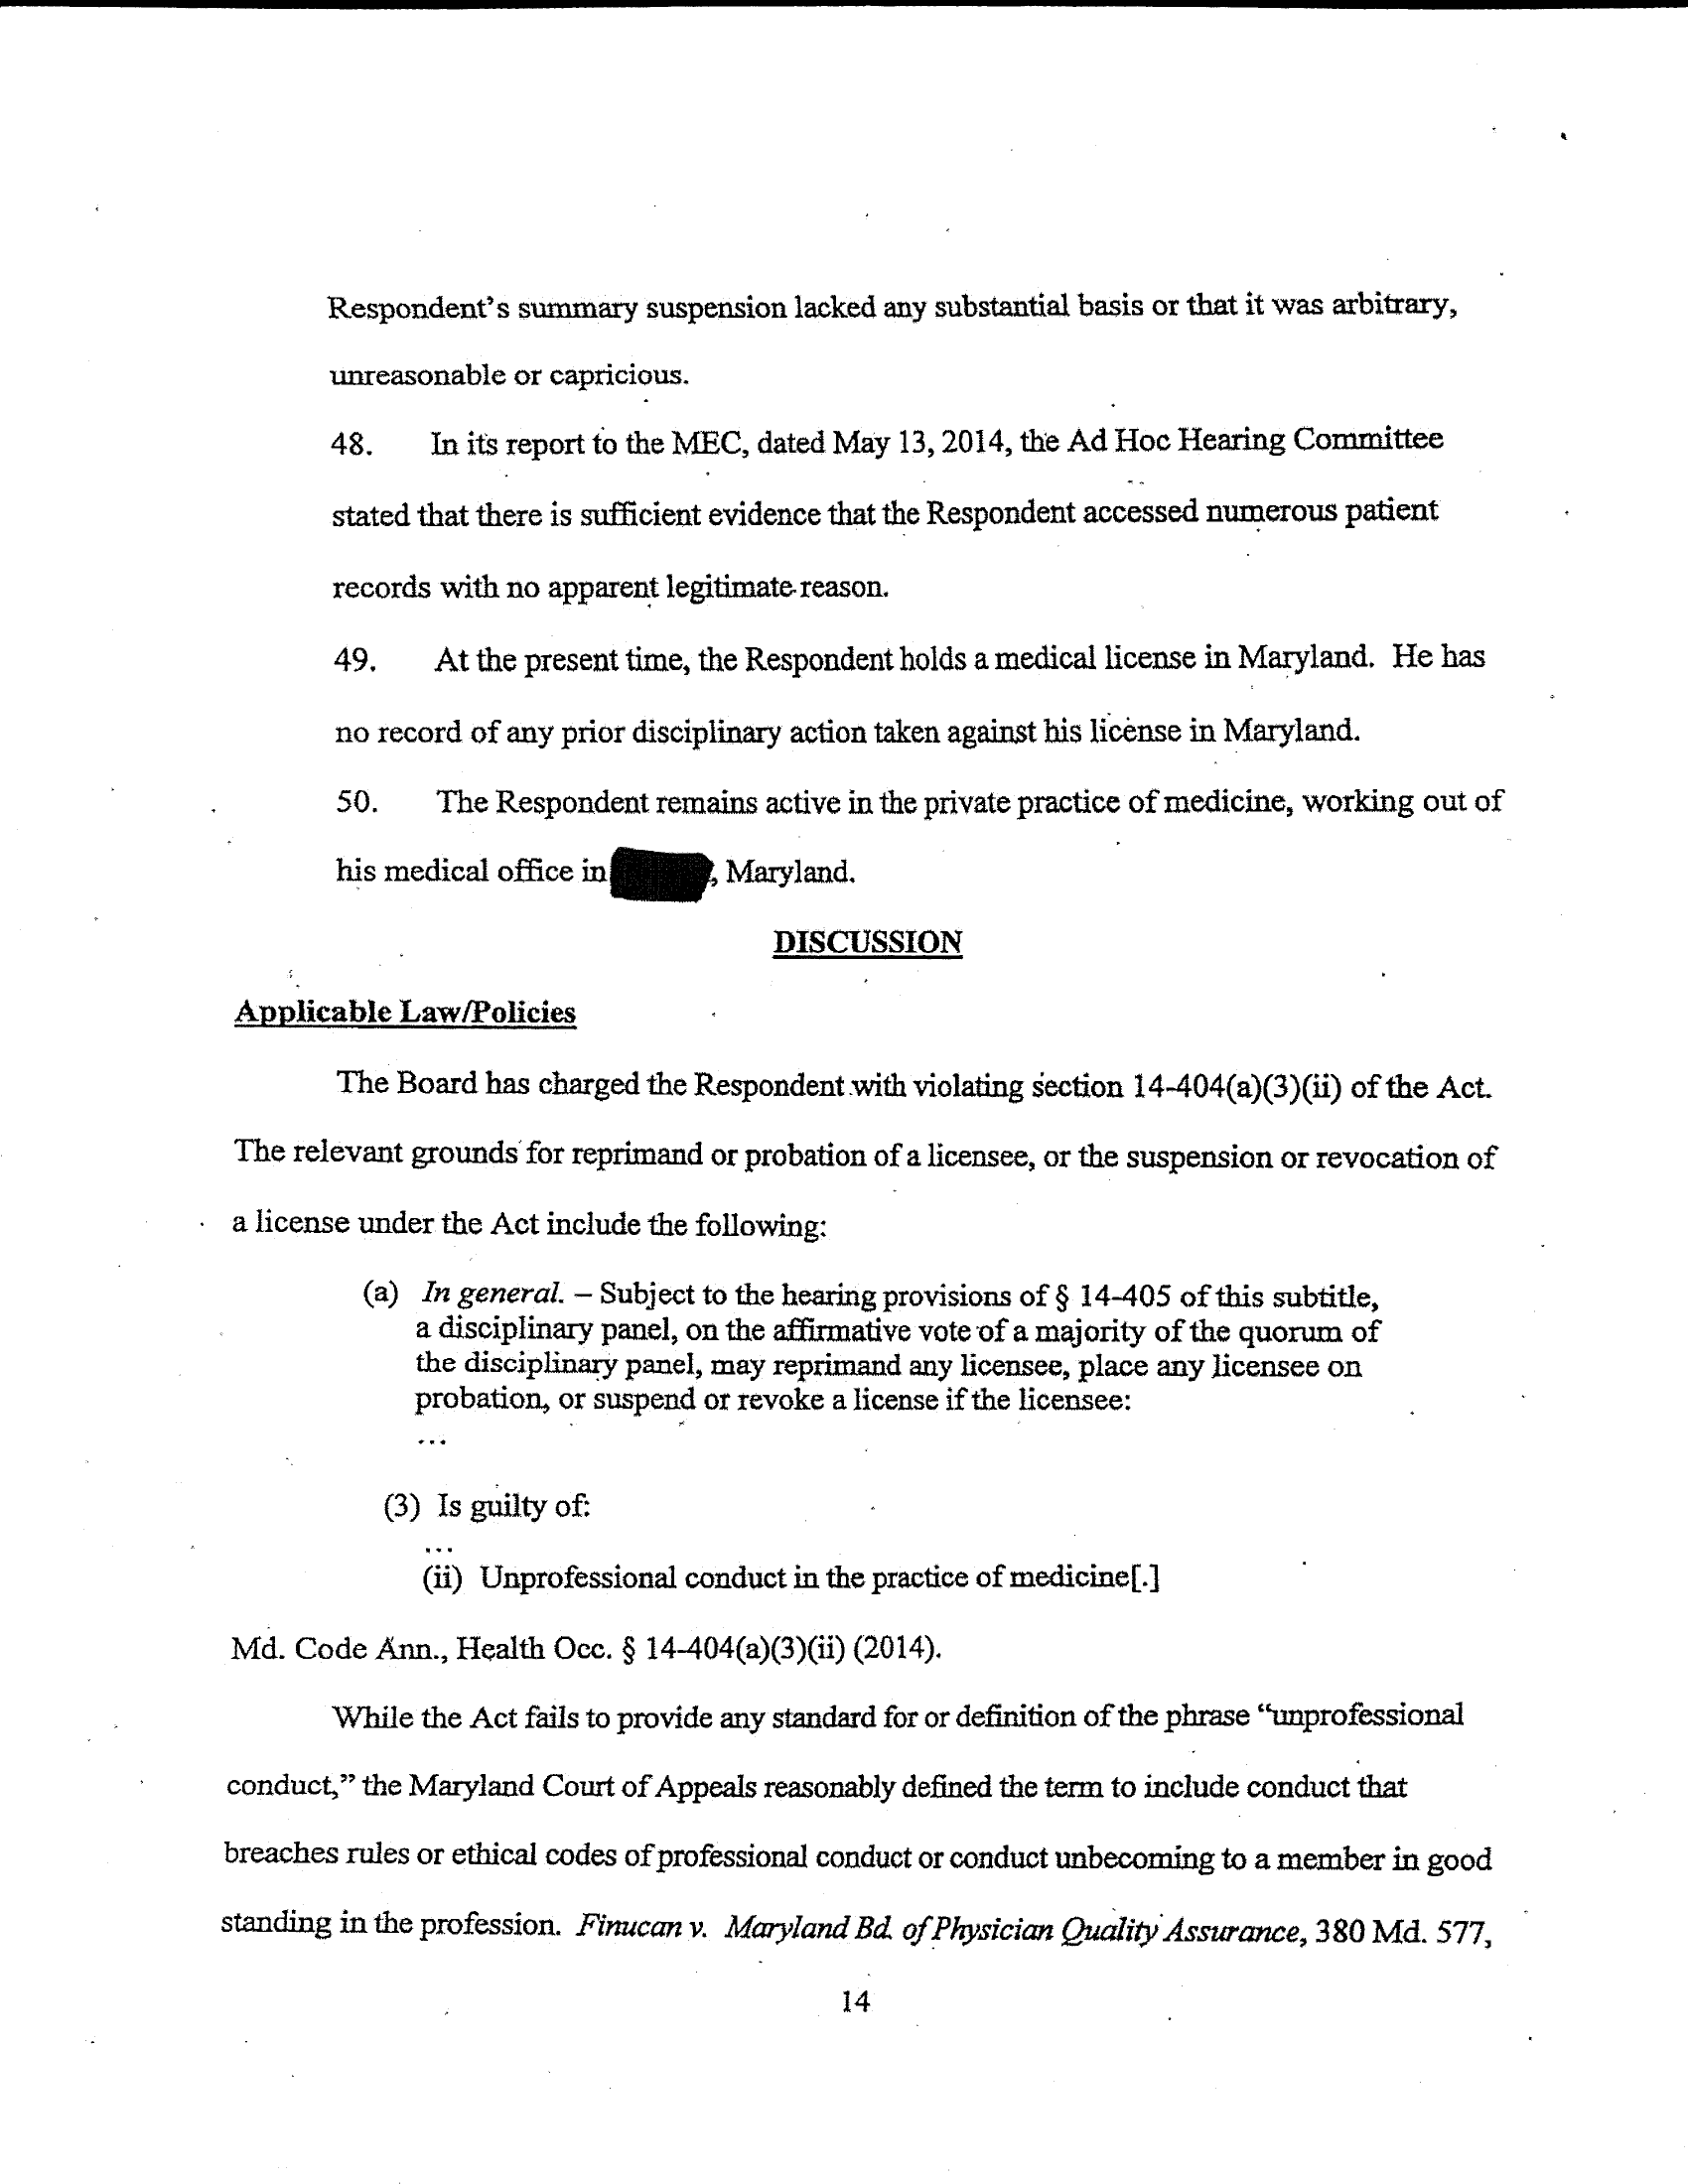 Respondent's summary suspension lacked any substantial basis or that it was arbitrary,
unreasonable or capricious.
48. In its report to the MEC, dated May 13, 2014, the Ad Hoc Hearing Committee
stated that there is sufficient evidence that the Respondent accessed numerous patient
records with no apparent legitimate reason.
49. At the present time, the Respondent holds a medical license in Maryland. He has
no record of any prior disciplinary action taken against his license in Maryland.
50. The Respondent remains active in the private practice of medicine, working out of
his medical office in , Maryland.
DISCUSSION
Applicable Law/Policies
The Board has charged the Respondent with violating section 14-404(a)(3)(ii) of the Act.
The relevant grounds for reprimand or probation of a licensee, or the suspension or revocation of
a license under the Act include the following:
(a) In general. – Subject to the hearing provisions of § 14-405 of this subtitle,
a disciplinary panel, on the affirmative vote of a majority of the quorum of
the disciplinary panel, may reprimand any licensee, place any licensee on
probation, or suspend or revoke a license if the licensee:
...
(3) Is guilty of:
...
(ii) Unprofessional conduct in the practice of medicine[.]
Md. Code Ann., Health Occ. § 14-404(a)(3)(ii) (2014).
While the Act fails to provide any standard for or definition of the phrase "unprofessional
conduct," the Maryland Court of Appeals reasonably defined the term to include conduct that
breaches rules or ethical codes of professional conduct or conduct unbecoming to a member in good
standing in the profession. Finucan v. Maryland Bd. of Physician Quality Assurance, 380 Md. 577,
14